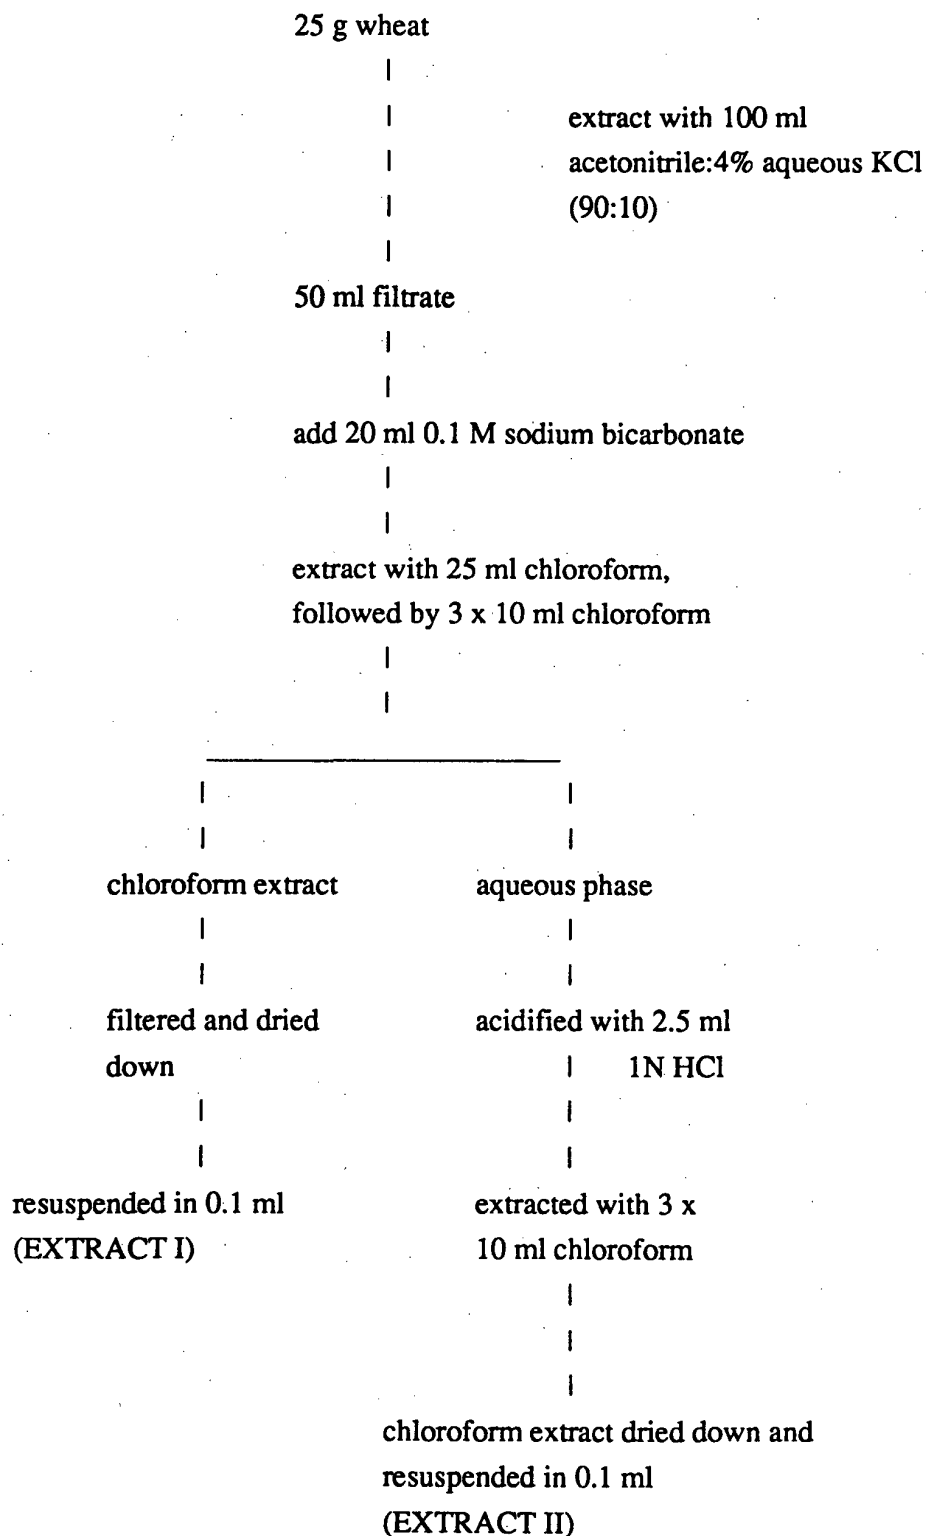 25 g wheat
extract with 100 ml
acetonitrile:4% aqueous KCl
(90:10)
50 ml filtrate
add 20 ml 0.1 M sodium bicarbonate
extract with 25 ml chloroform,
followed by 3 x 10 ml chloroform
chloroform extract
filtered and dried
down
resuspended in 0.1 ml
(EXTRACT I)
aqueous phase
acidified with 2.5 ml
1N HCl
extracted with 3 x
10 ml chloroform
chloroform extract dried down and
resuspended in 0.1 ml
(EXTRACT II)